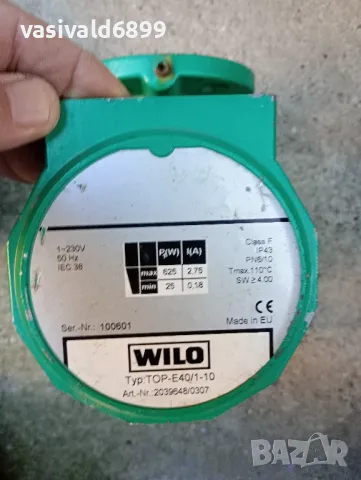 vasivald6899
1~230V
50 Hz
IEC 38
P₁(W) I(A)
max 625 2,75
min 25 0,18
Class F
IP43
PN6/10
Tmax.110°C
SW ≥ 4.00
CE
Ser.-Nr.: 100601
Made in EU
WILO
Typ:TOP-E40/1-10
Art.-Nr.:2039648/0307
BAZAR